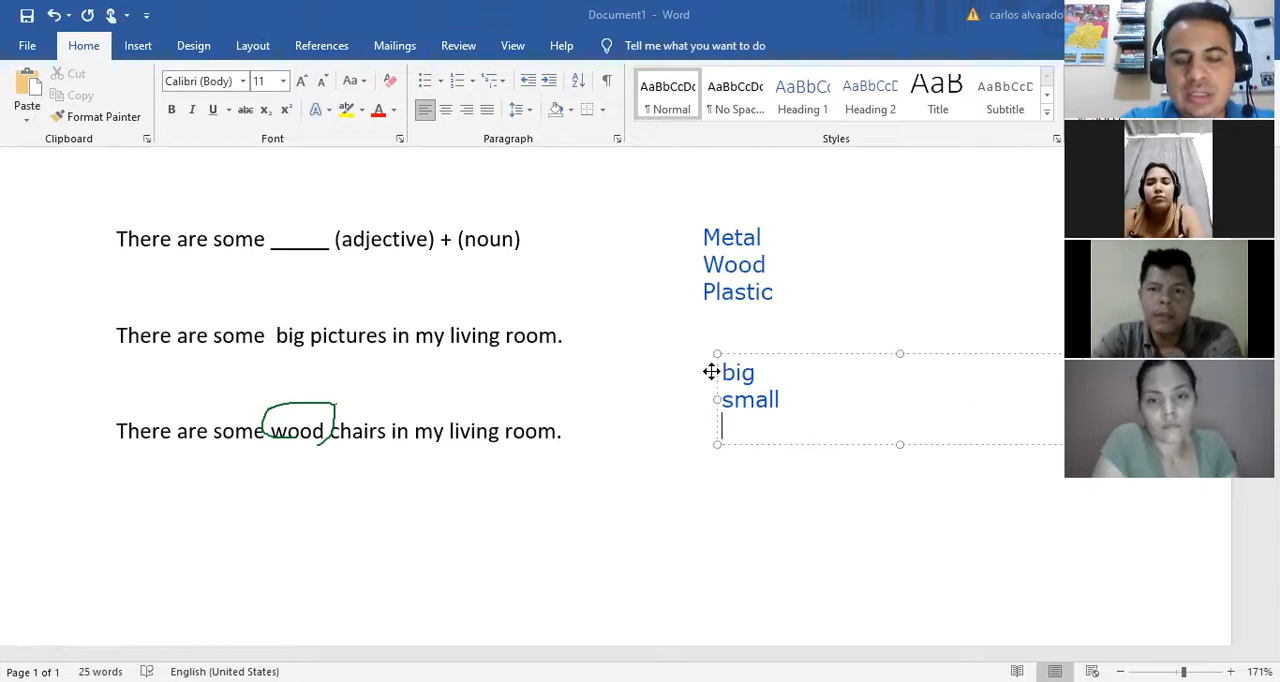 Document1 - Word
carlos alvarado
File Home Insert Design Layout References Mailings Review View Help Tell me what you want to do
Paste
Cut
Copy
Format Painter
Clipboard
Calibri (Body) 11
Font
Paragraph
AaBbCcDc AaBbCcDc AaBbCc AaBbCcD AaB AaBbCcD
¶ Normal ¶ No Spac... Heading 1 Heading 2 Title Subtitle
Styles
There are some _____ (adjective) + (noun)
There are some big pictures in my living room.
There are some wood chairs in my living room.
Metal
Wood
Plastic
big
small
Page 1 of 1 25 words English (United States) 171%